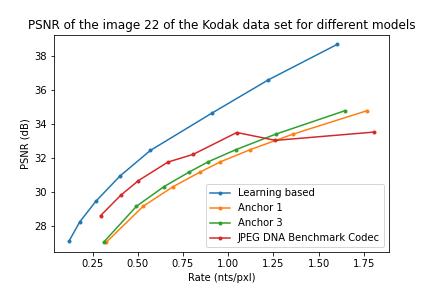 PSNR of the image 22 of the Kodak data set for different models
38
36
34
32
30
28
PSNR (dB)
Learning based
Anchor 1
Anchor 3
JPEG DNA Benchmark Codec
0.25 0.50 0.75 1.00 1.25 1.50 1.75
Rate (nts/pxl)